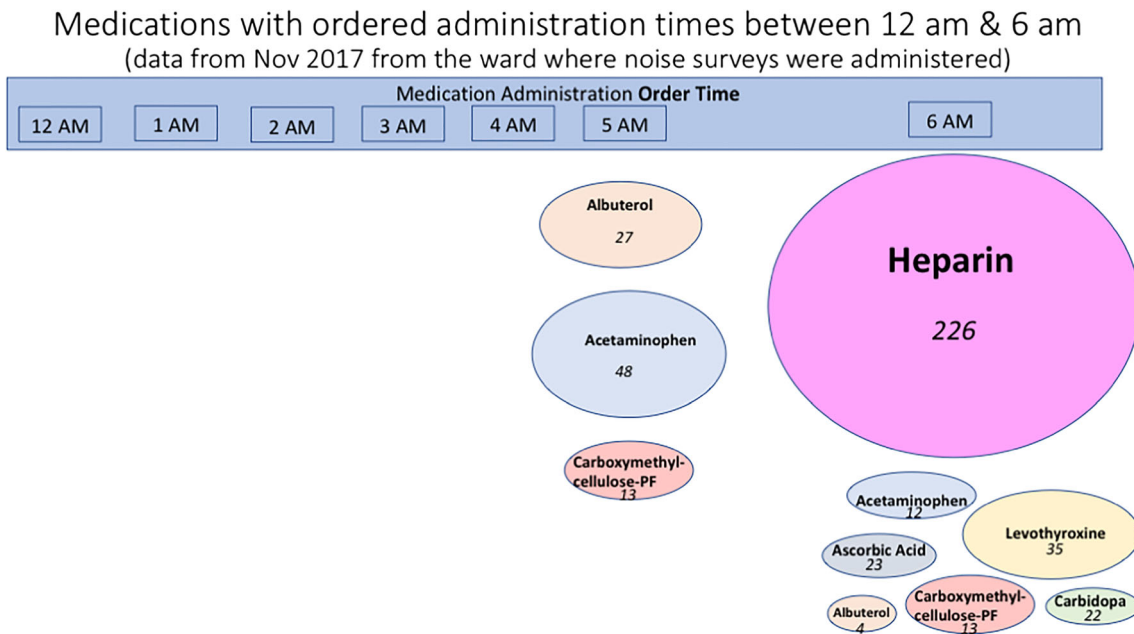 Medications with ordered administration times between 12 am & 6 am
(data from Nov 2017 from the ward where noise surveys were administered)
Medication Administration Order Time
12 AM
1 AM
2 AM
3 AM
4 AM
5 AM
6 AM
Albuterol
27
Acetaminophen
48
Carboxymethyl-
cellulose-PF
13
Heparin
226
Acetaminophen
12
Levothyroxine
35
Ascorbic Acid
23
Albuterol
4
Carboxymethyl-
cellulose-PF
13
Carbidopa
22